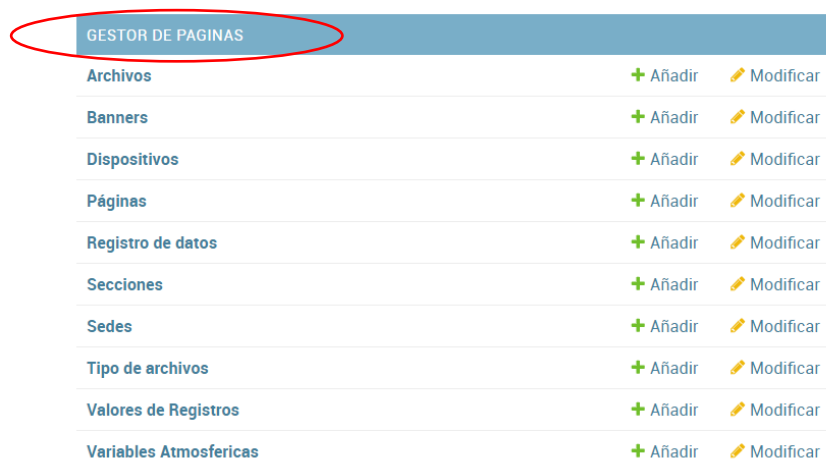 GESTOR DE PAGINAS
Archivos Añadir Modificar
Banners Añadir Modificar
Dispositivos Añadir Modificar
Páginas Añadir Modificar
Registro de datos Añadir Modificar
Secciones Añadir Modificar
Sedes Añadir Modificar
Tipo de archivos Añadir Modificar
Valores de Registros Añadir Modificar
Variables Atmosfericas Añadir Modificar